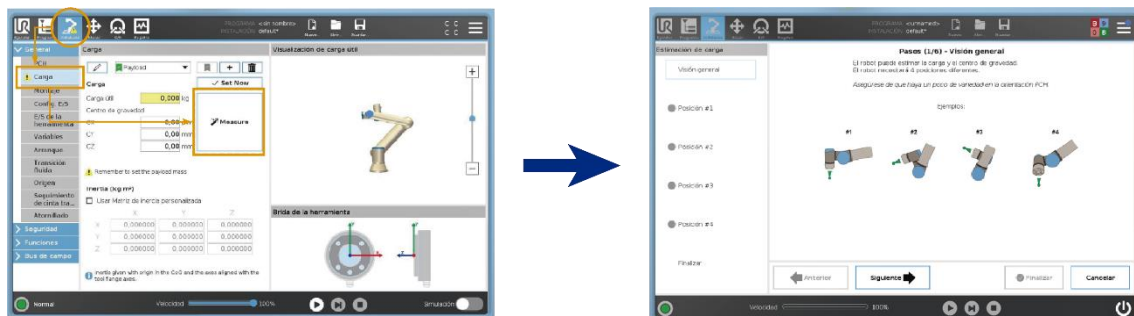 PROGRAMA <sin nombre>
INSTALACIÓN default*
General
Carga
Visualización de carga útil
PCH
Carga
Montaje
Config. E/S
E/S de la herramienta
Variables
Arranque
Transición fluida
Origen
Seguimiento de cinta tra...
Atornillado
Seguridad
Funciones
Bus de campo
Payload
Set Now
Carga
Carga útil 0,000 kg
Centro de gravedad
CX 0,00 mm
CY 0,00 mm
CZ 0,00 mm
Measure
Remember to set the payload mass
Inertia (kg m²)
Usar Matriz de inercia personalizada
X Y Z
X 0,000000 0,000000 0,000000
Y 0,000000 0,000000
Z 0,000000
Inertia given with origin in the CoG and the axes aligned with the tool flange axes.
Brida de la herramienta
Normal
Velocidad 100%
Simulación
PROGRAMA <unnamed>
INSTALACIÓN default*
Estimación de carga
Visión general
Posición #1
Posición #2
Posición #3
Posición #4
Finalizar
Pasos (1/6) - Visión general
El robot puede estimar la carga y el centro de gravedad.
El robot necesitará 4 posiciones diferentes.
Asegúrese de que haya un poco de variedad en la orientación PCH
Ejemplos:
#1 #2 #3 #4
Anterior
Siguiente
Finalizar
Cancelar
Velocidad 100%